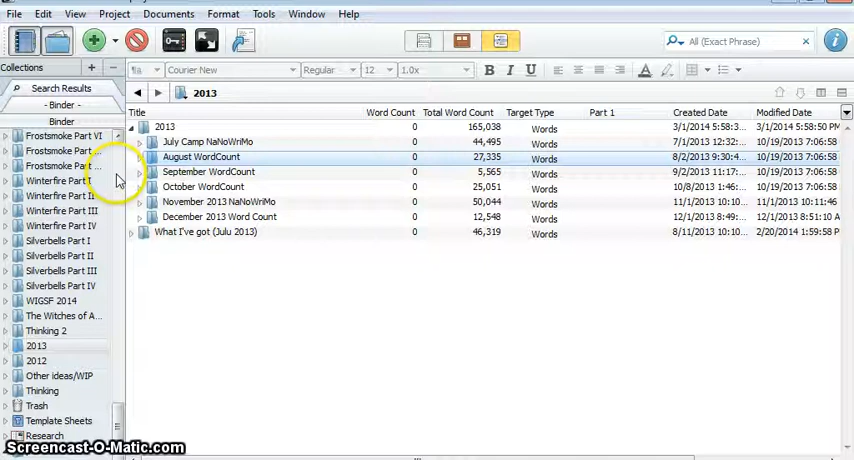 File Edit View Project Documents Format Tools Window Help
All (Exact Phrase)
Collections
Search Results
- Binder -
Binder
Frostsmoke Part VI
Frostsmoke Part ...
Frostsmoke Part ...
Winterfire Part I
Winterfire Part II
Winterfire Part III
Winterfire Part IV
Silverbells Part I
Silverbells Part II
Silverbells Part III
Silverbells Part IV
WIGSF 2014
The Witches of A...
Thinking 2
2013
2012
Other ideas/WIP
Thinking
Trash
Template Sheets
Research
Courier New Regular 12 1.0x B I U A
2013
Title Word Count Total Word Count Target Type Part 1 Created Date Modified Date
2013 0 165,038 Words 3/1/2014 5:58:3... 3/1/2014 5:58:50 PM
July Camp NaNoWriMo 0 44,495 Words 7/1/2013 12:32:... 10/19/2013 7:06:58
August WordCount 0 27,335 Words 8/2/2013 9:30:4... 10/19/2013 7:06:58
September WordCount 0 5,565 Words 9/2/2013 11:17:... 10/19/2013 7:06:58
October WordCount 0 25,051 Words 10/8/2013 1:46:... 10/19/2013 7:06:58
November 2013 NaNoWriMo 0 50,044 Words 11/1/2013 10:10... 11/1/2013 10:11:46
December 2013 Word Count 0 12,548 Words 12/1/2013 8:49:... 12/1/2013 8:51:10 A
What I've got (Julu 2013) 0 46,319 Words 8/11/2013 10:43... 2/20/2014 1:59:58 P
Screencast-O-Matic.com